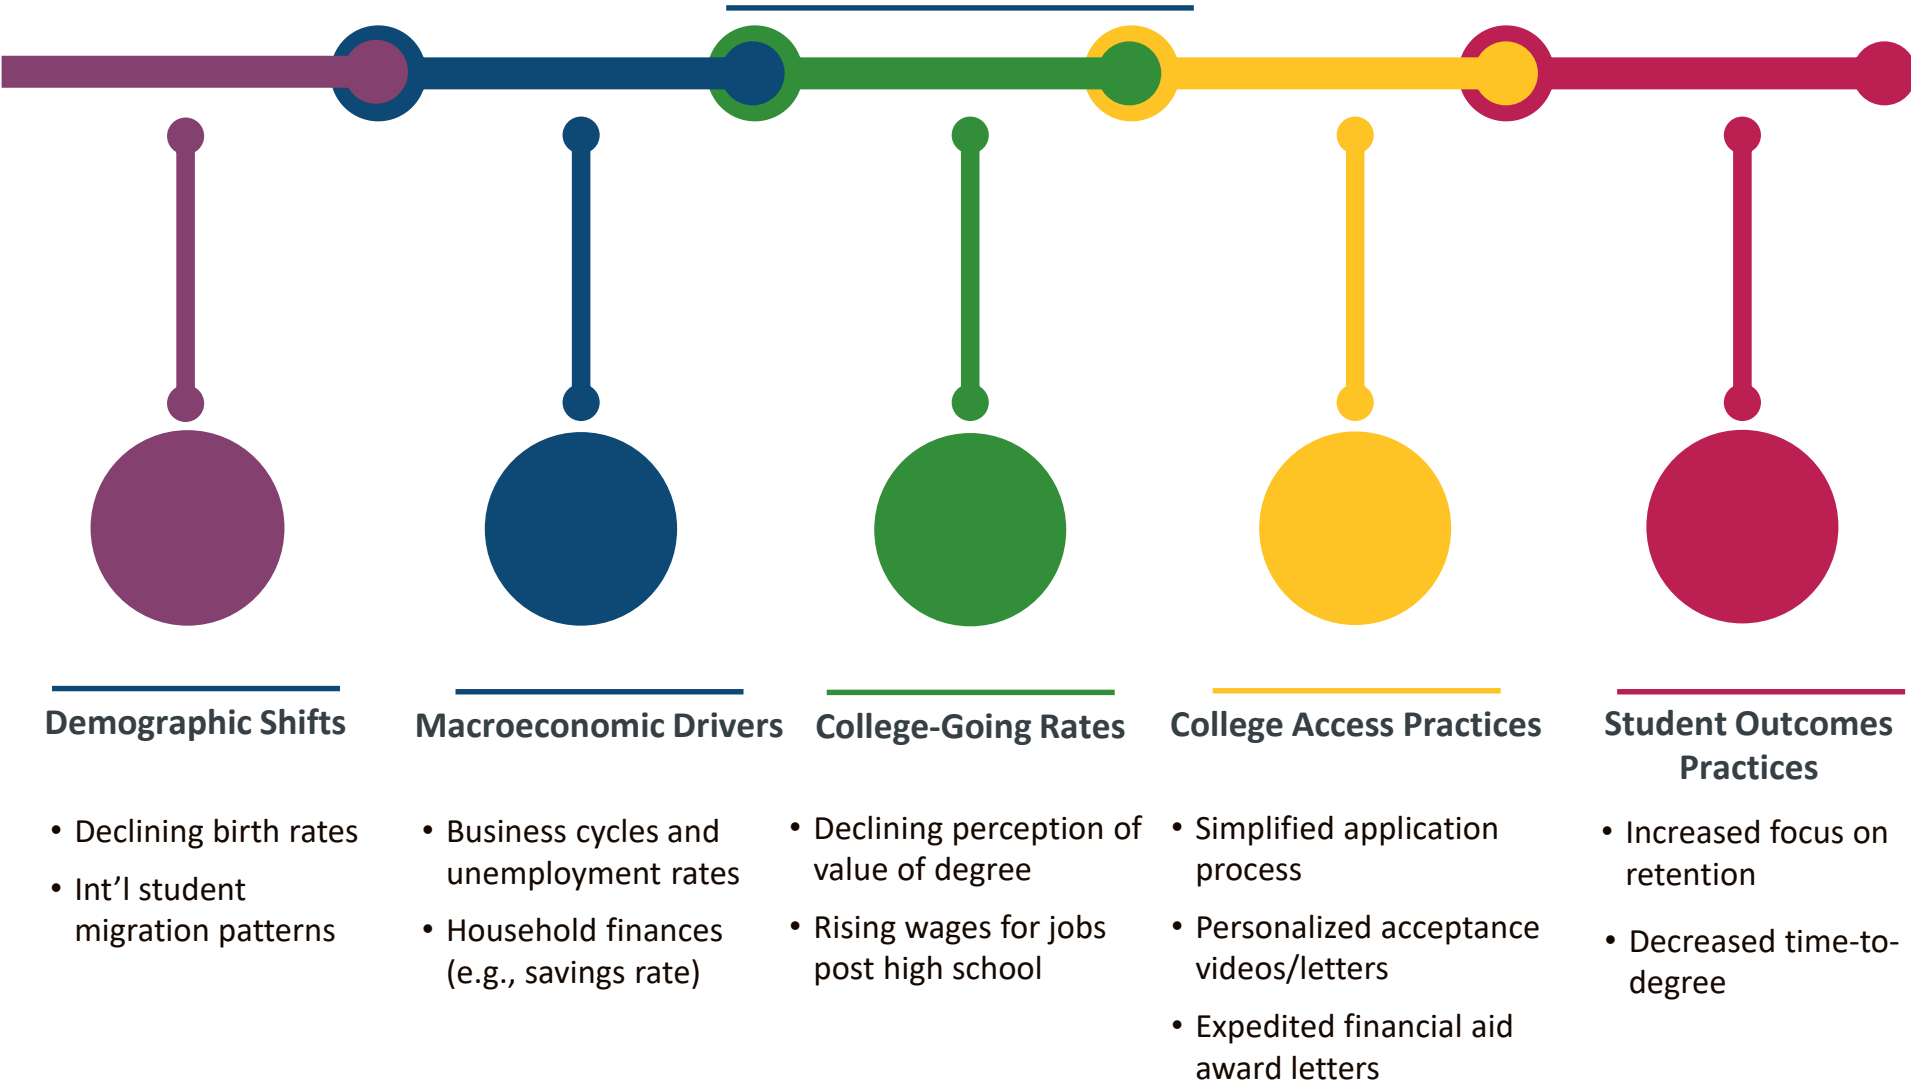 Demographic Shifts
• Declining birth rates
• Int’l student
migration patterns
Macroeconomic Drivers
• Business cycles and
unemployment rates
• Household finances
(e.g., savings rate)
College-Going Rates
• Declining perception of
value of degree
• Rising wages for jobs
post high school
College Access Practices
• Simplified application
process
• Personalized acceptance
videos/letters
• Expedited financial aid
award letters
Student Outcomes
Practices
• Increased focus on
retention
• Decreased time-to-
degree